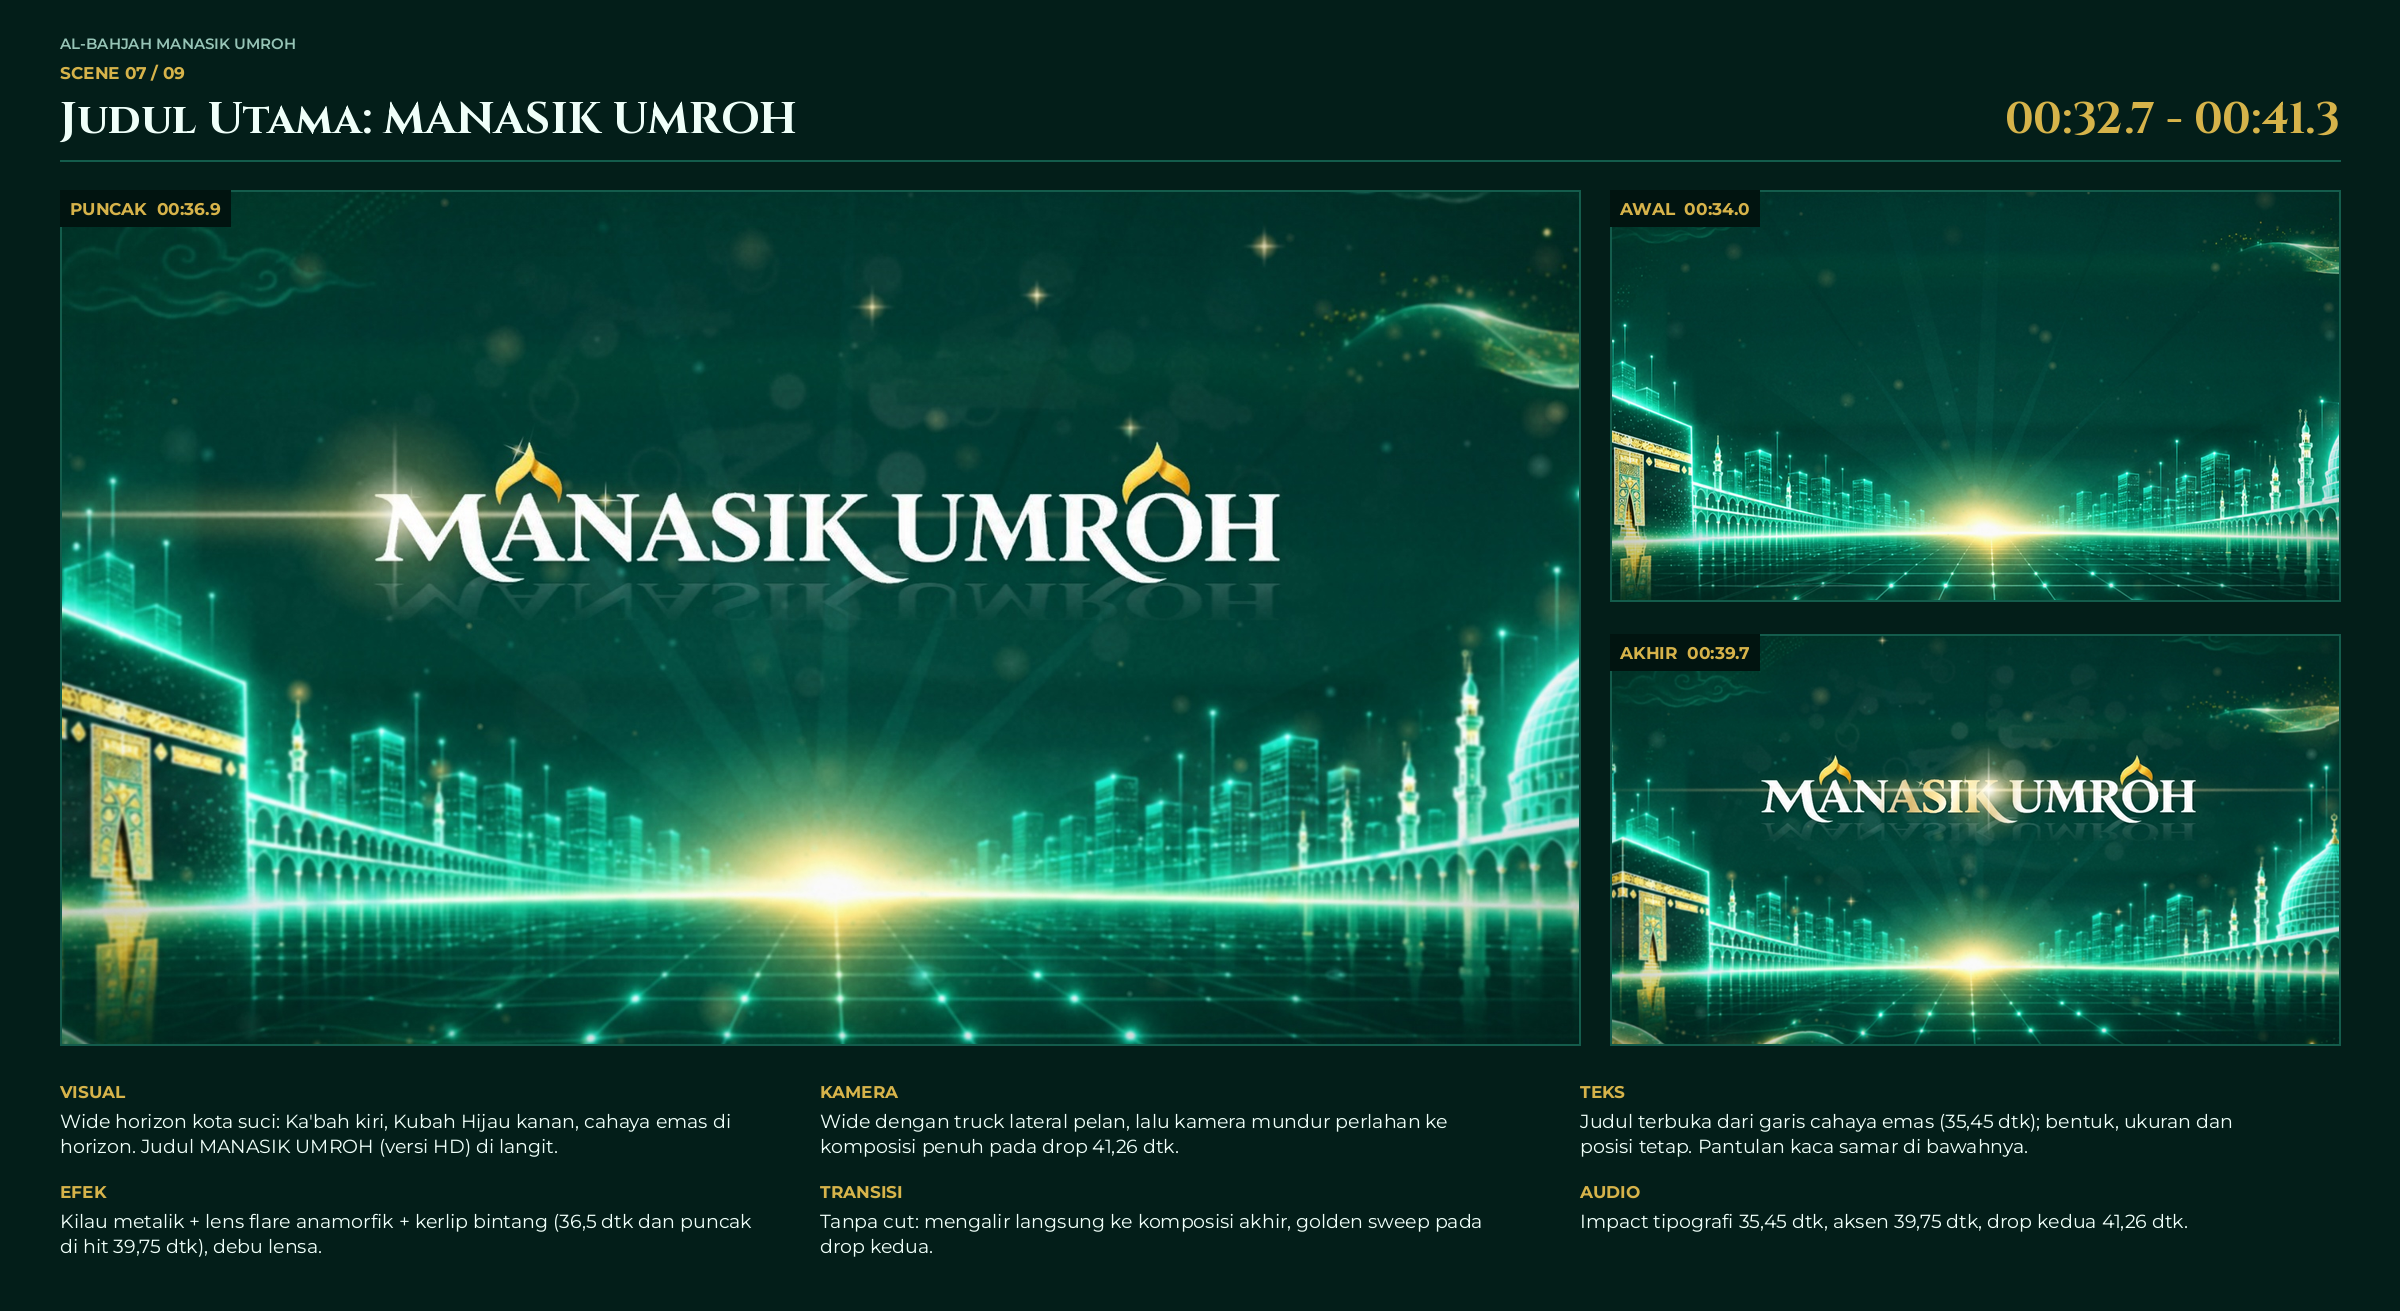 AL-BAHJAH MANASIK UMROH
SCENE 07 / 09
Judul Utama: MANASIK UMROH
00:32.7 - 00:41.3
PUNCAK 00:36.9
MANASIK UMROH
AWAL 00:34.0
AKHIR 00:39.7
MANASIK UMROH
VISUAL
Wide horizon kota suci: Ka'bah kiri, Kubah Hijau kanan, cahaya emas di
horizon. Judul MANASIK UMROH (versi HD) di langit.
KAMERA
Wide dengan truck lateral pelan, lalu kamera mundur perlahan ke
komposisi penuh pada drop 41,26 dtk.
TEKS
Judul terbuka dari garis cahaya emas (35,45 dtk); bentuk, ukuran dan
posisi tetap. Pantulan kaca samar di bawahnya.
EFEK
Kilau metalik + lens flare anamorfik + kerlip bintang (36,5 dtk dan puncak
di hit 39,75 dtk), debu lensa.
TRANSISI
Tanpa cut: mengalir langsung ke komposisi akhir, golden sweep pada
drop kedua.
AUDIO
Impact tipografi 35,45 dtk, aksen 39,75 dtk, drop kedua 41,26 dtk.